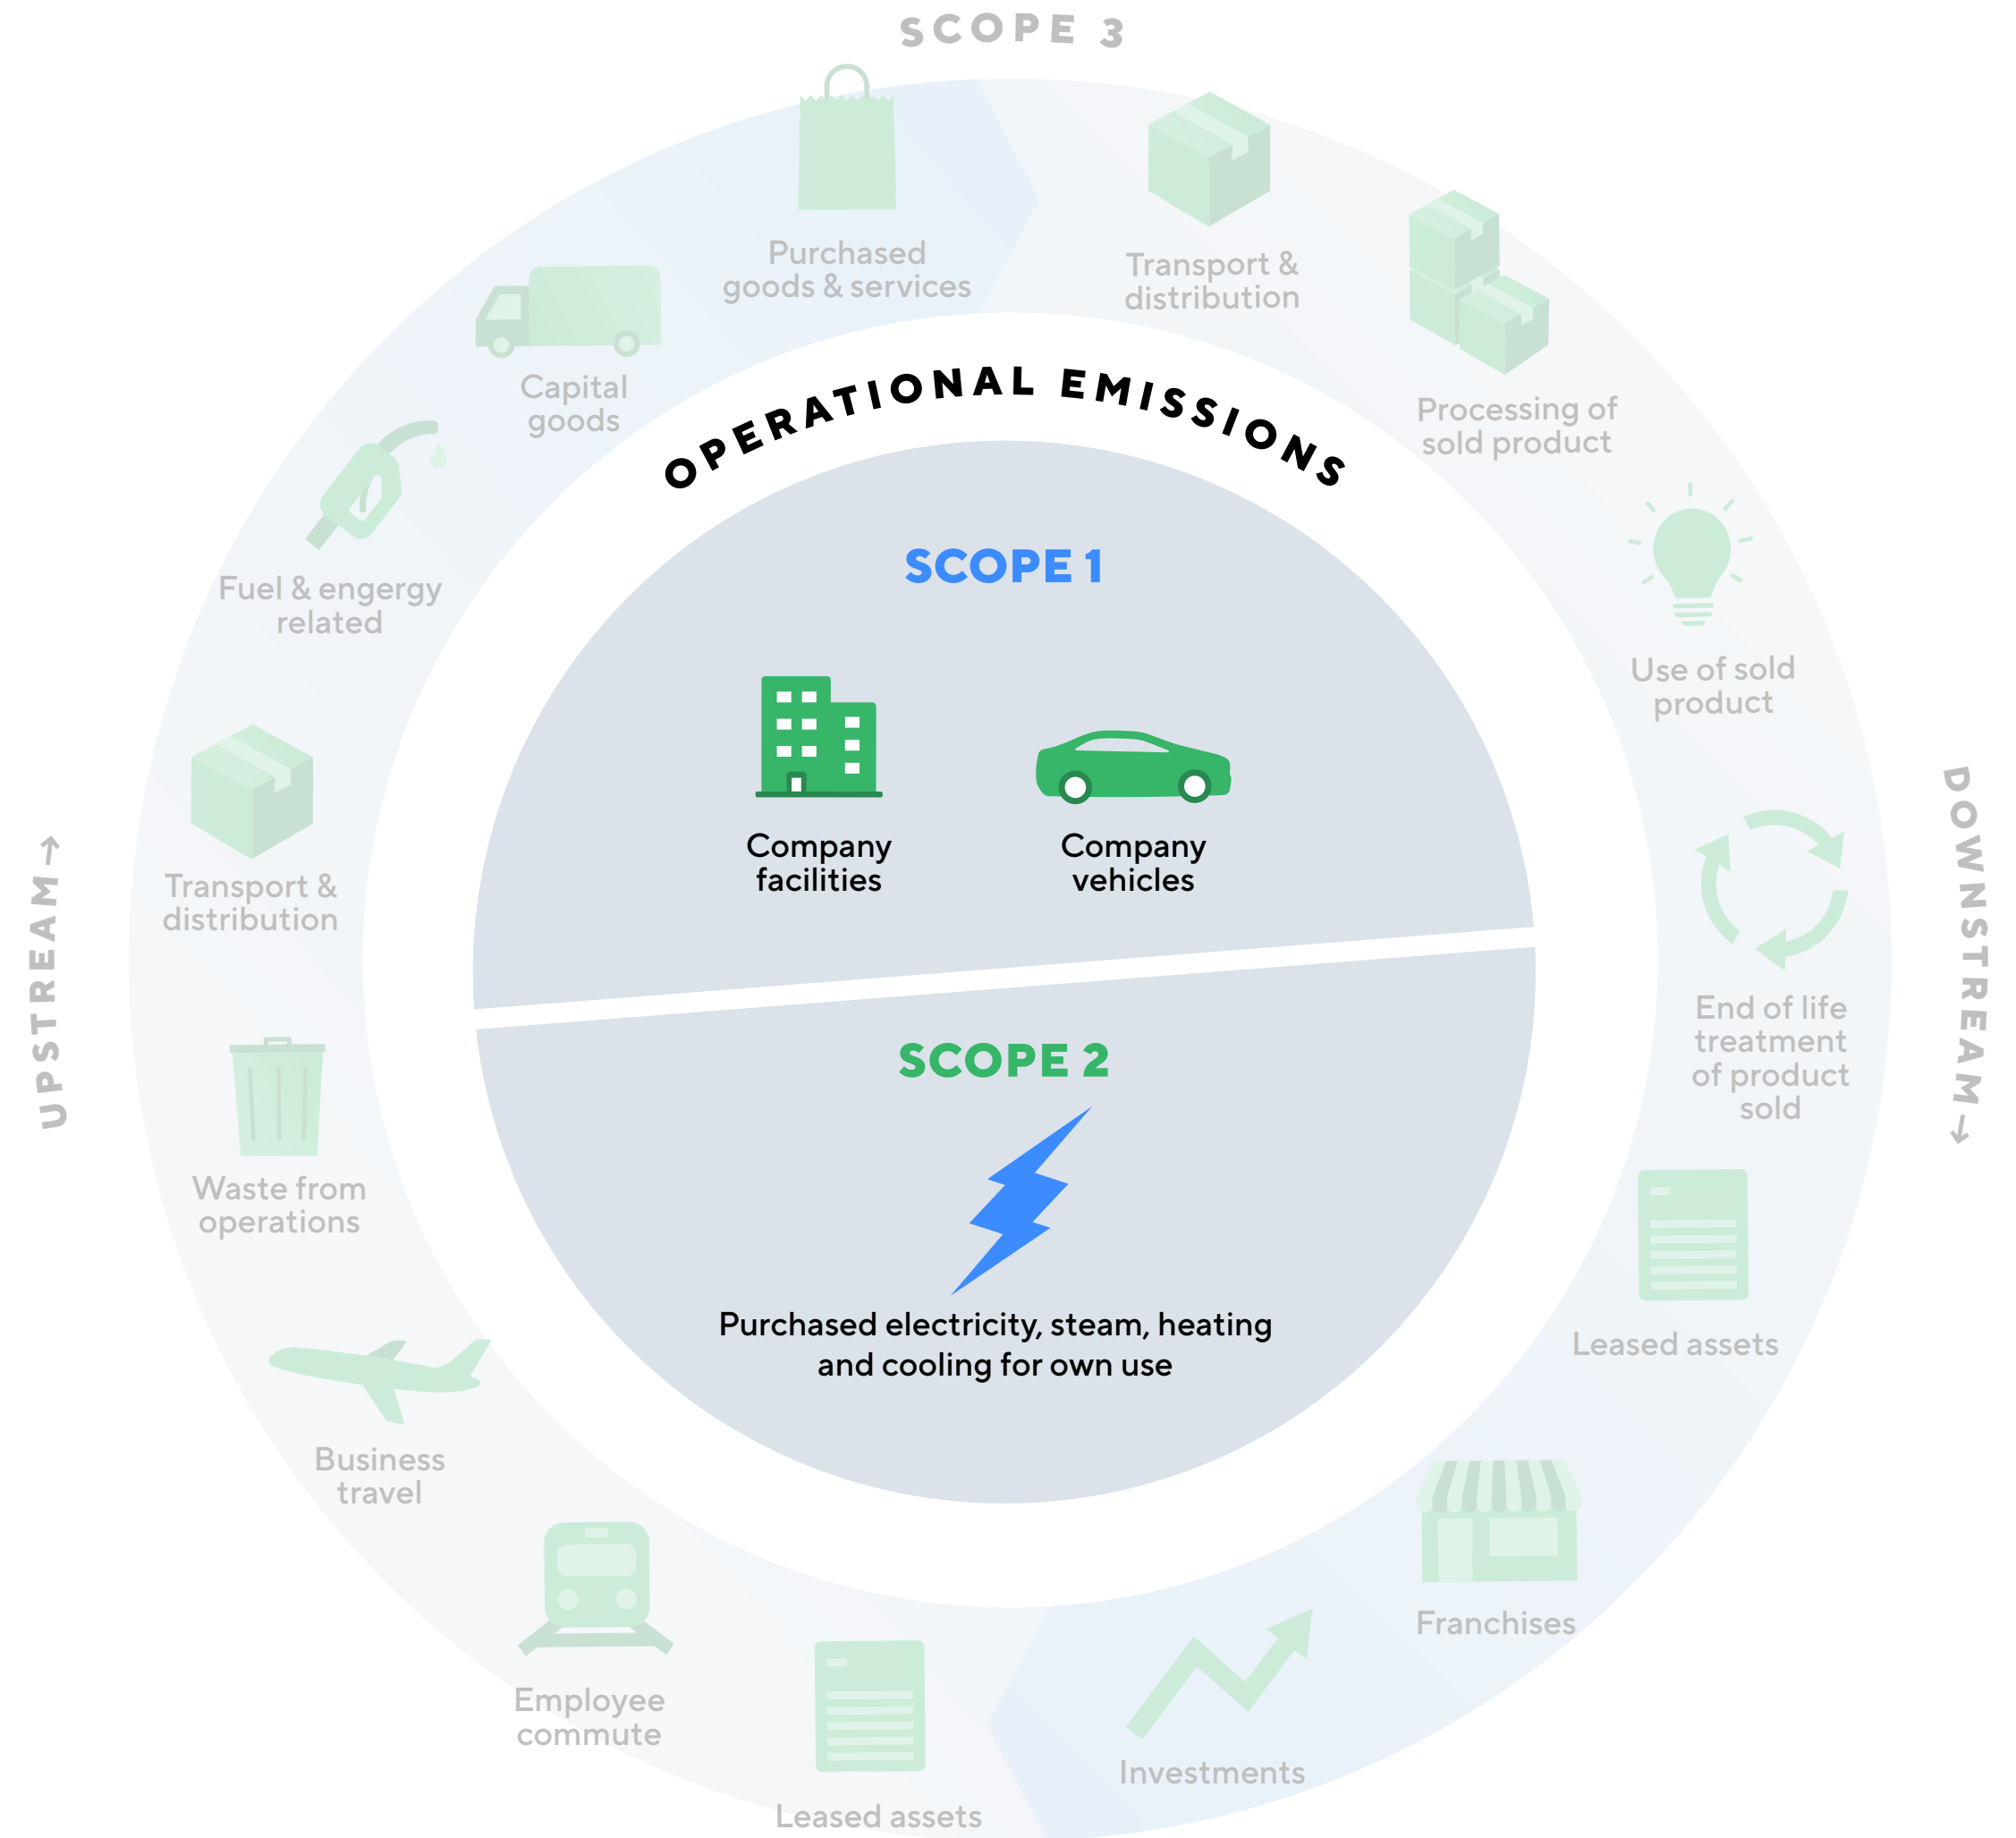 SCOPE 3
Purchased
goods & services
Transport &
distribution
Capital
goods
Processing of
sold product
OPERATIONAL EMISSIONS
SCOPE 1
Fuel & engergy
related
Use of sold
product
Company
facilities
Company
vehicles
Transport &
distribution
UPSTREAM→
DOWNSTREAM→
End of life
treatment
of product
sold
SCOPE 2
Waste from
operations
Purchased electricity, steam, heating
and cooling for own use
Leased assets
Business
travel
Franchises
Employee
commute
Investments
Leased assets